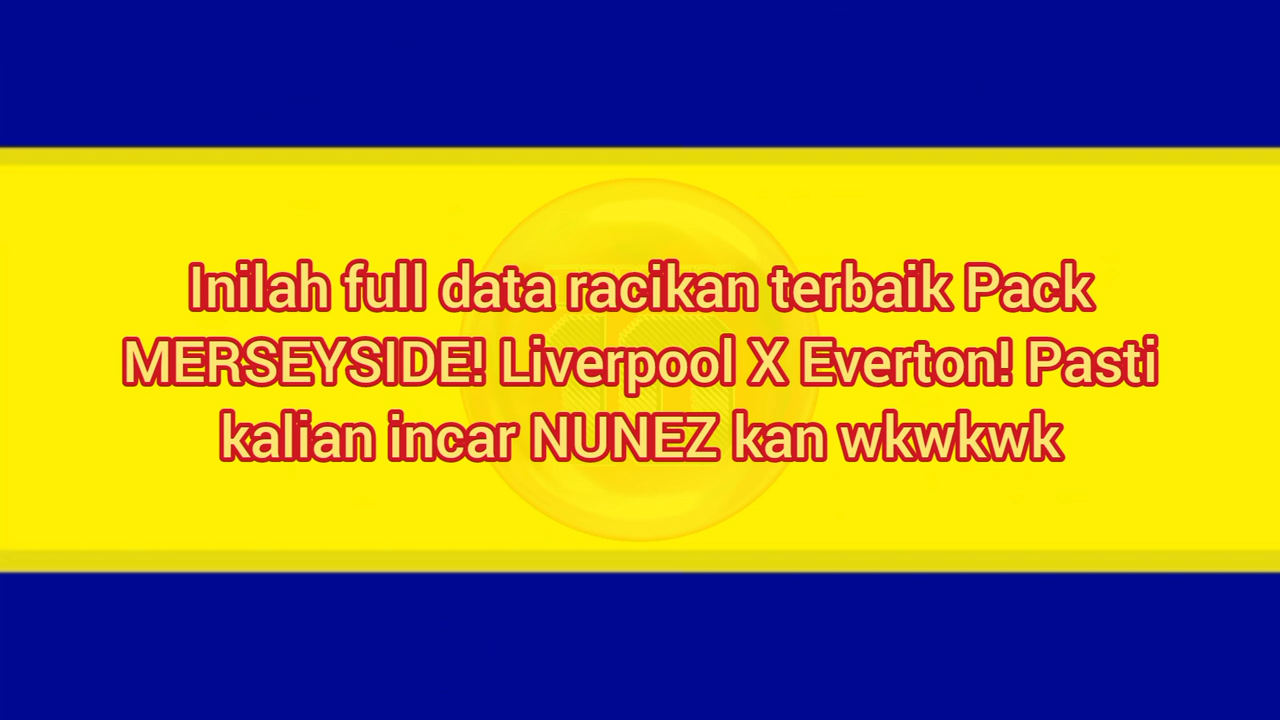 Inilah full data racikan terbaik Pack
MERSEYSIDE! Liverpool X Everton! Pasti
kalian incar NUNEZ kan wkwkwk